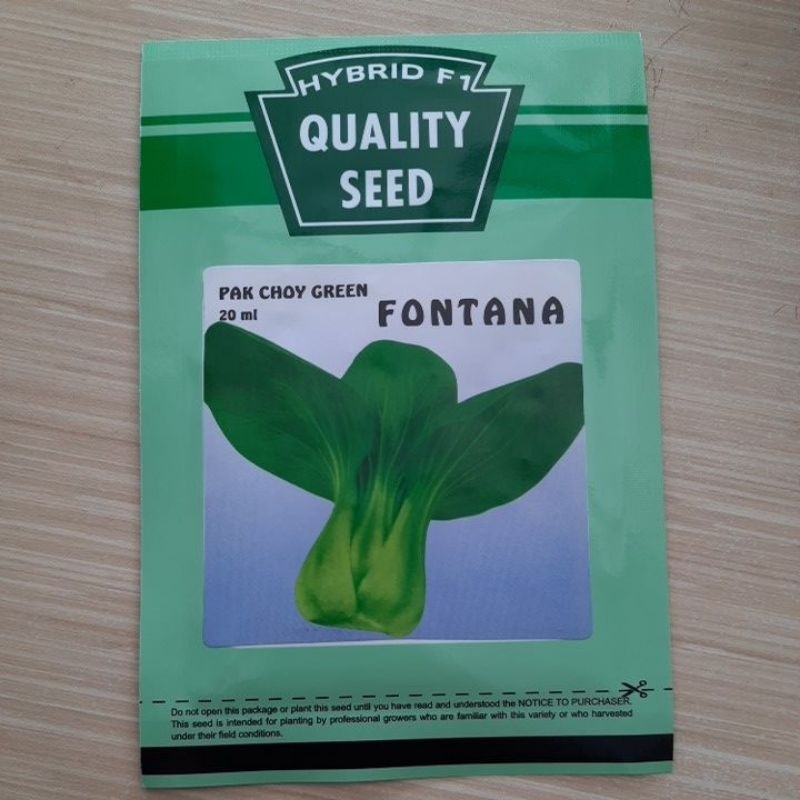 HYBRID F1
QUALITY
SEED
PAK CHOY GREEN
20 ml
FONTANA
Do not open this package or plant this seed until you have read and understood the NOTICE TO PURCHASER.
This seed is intended for planting by professional growers who are familiar with this variety or who harvested
under their field conditions.